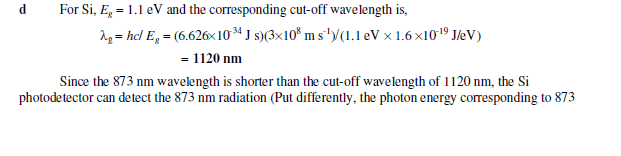 d For Si, Eg = 1.1 eV and the corresponding cut-off wavelength is,
λg = hc/ Eg = (6.626×10-34 J s)(3×108 m s-1)/(1.1 eV × 1.6 ×10-19 J/eV)
= 1120 nm
Since the 873 nm wavelength is shorter than the cut-off wavelength of 1120 nm, the Si
photodetector can detect the 873 nm radiation (Put differently, the photon energy corresponding to 873